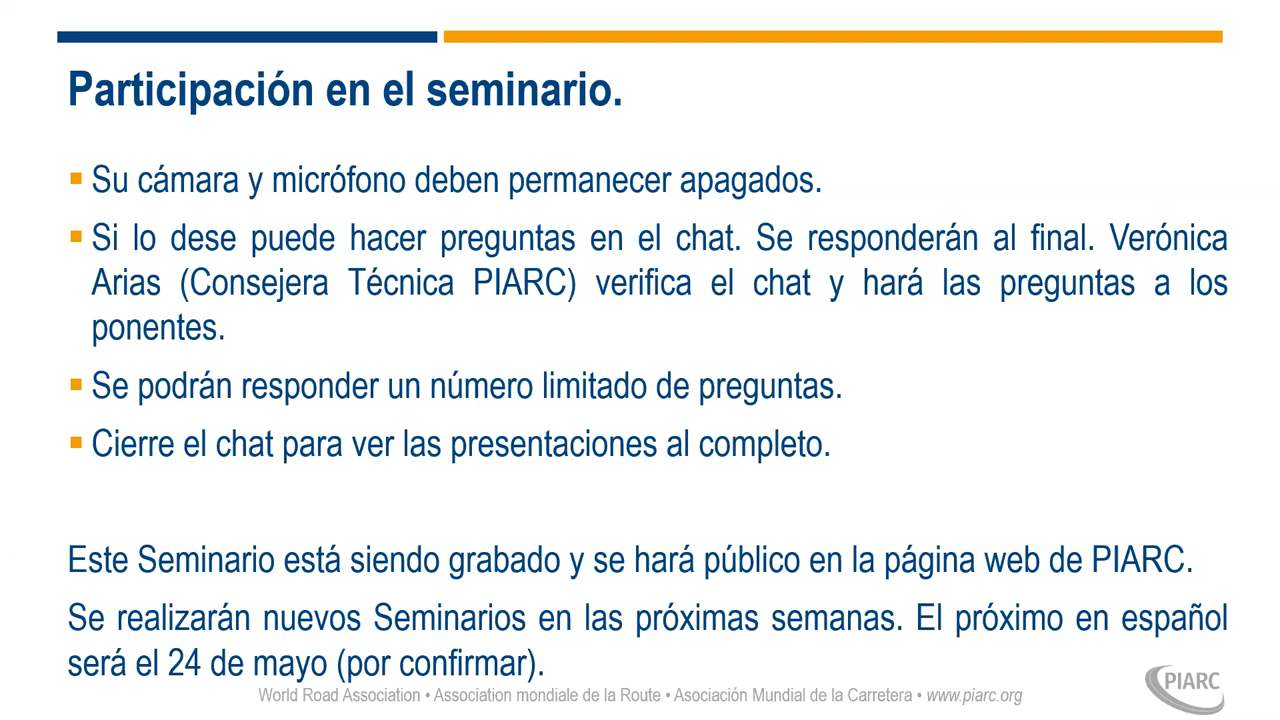 Participación en el seminario.
Su cámara y micrófono deben permanecer apagados.
Si lo dese puede hacer preguntas en el chat. Se responderán al final. Verónica
Arias (Consejera Técnica PIARC) verifica el chat y hará las preguntas a los
ponentes.
Se podrán responder un número limitado de preguntas.
Cierre el chat para ver las presentaciones al completo.
Este Seminario está siendo grabado y se hará público en la página web de PIARC.
Se realizarán nuevos Seminarios en las próximas semanas. El próximo en español
será el 24 de mayo (por confirmar).
World Road Association • Association mondiale de la Route • Asociación Mundial de la Carretera • www.piarc.org
PIARC